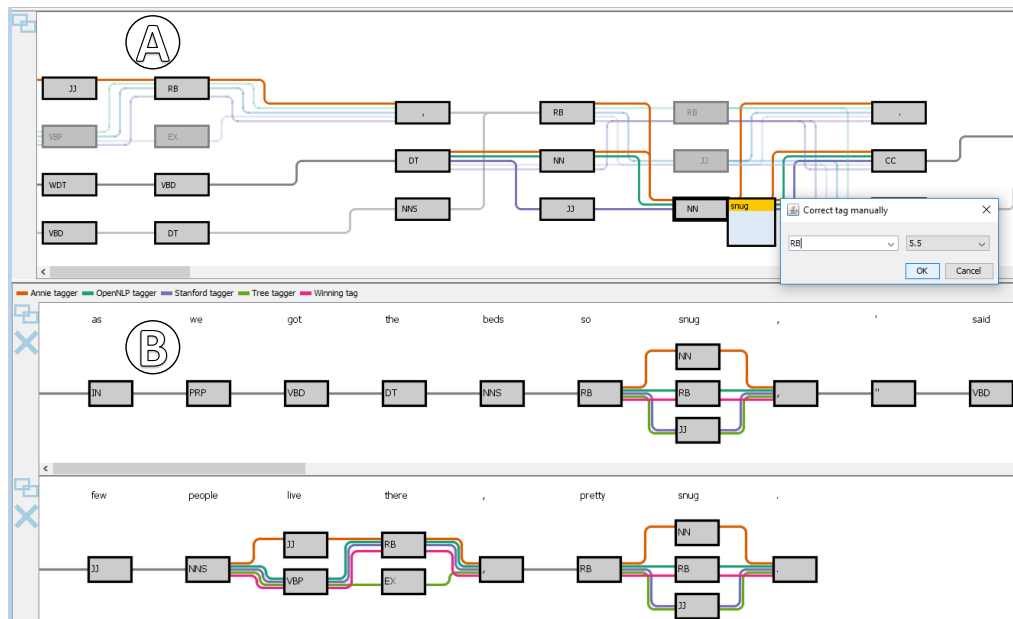 A
JJ RB
, RB RB .
VBP EX
DT NN JJ CC
WDT VBD
NNS JJ NN snug
VBD DT
Correct tag manually
RB 5.5
OK Cancel
Annie tagger OpenNLP tagger Stanford tagger Tree tagger Winning tag
B
as we got the beds so snug , ' said
NN
IN PRP VBD DT NNS RB RB , " VBD
JJ
few people live there , pretty snug .
NN
JJ RB
JJ NNS , RB RB .
VBP EX
JJ